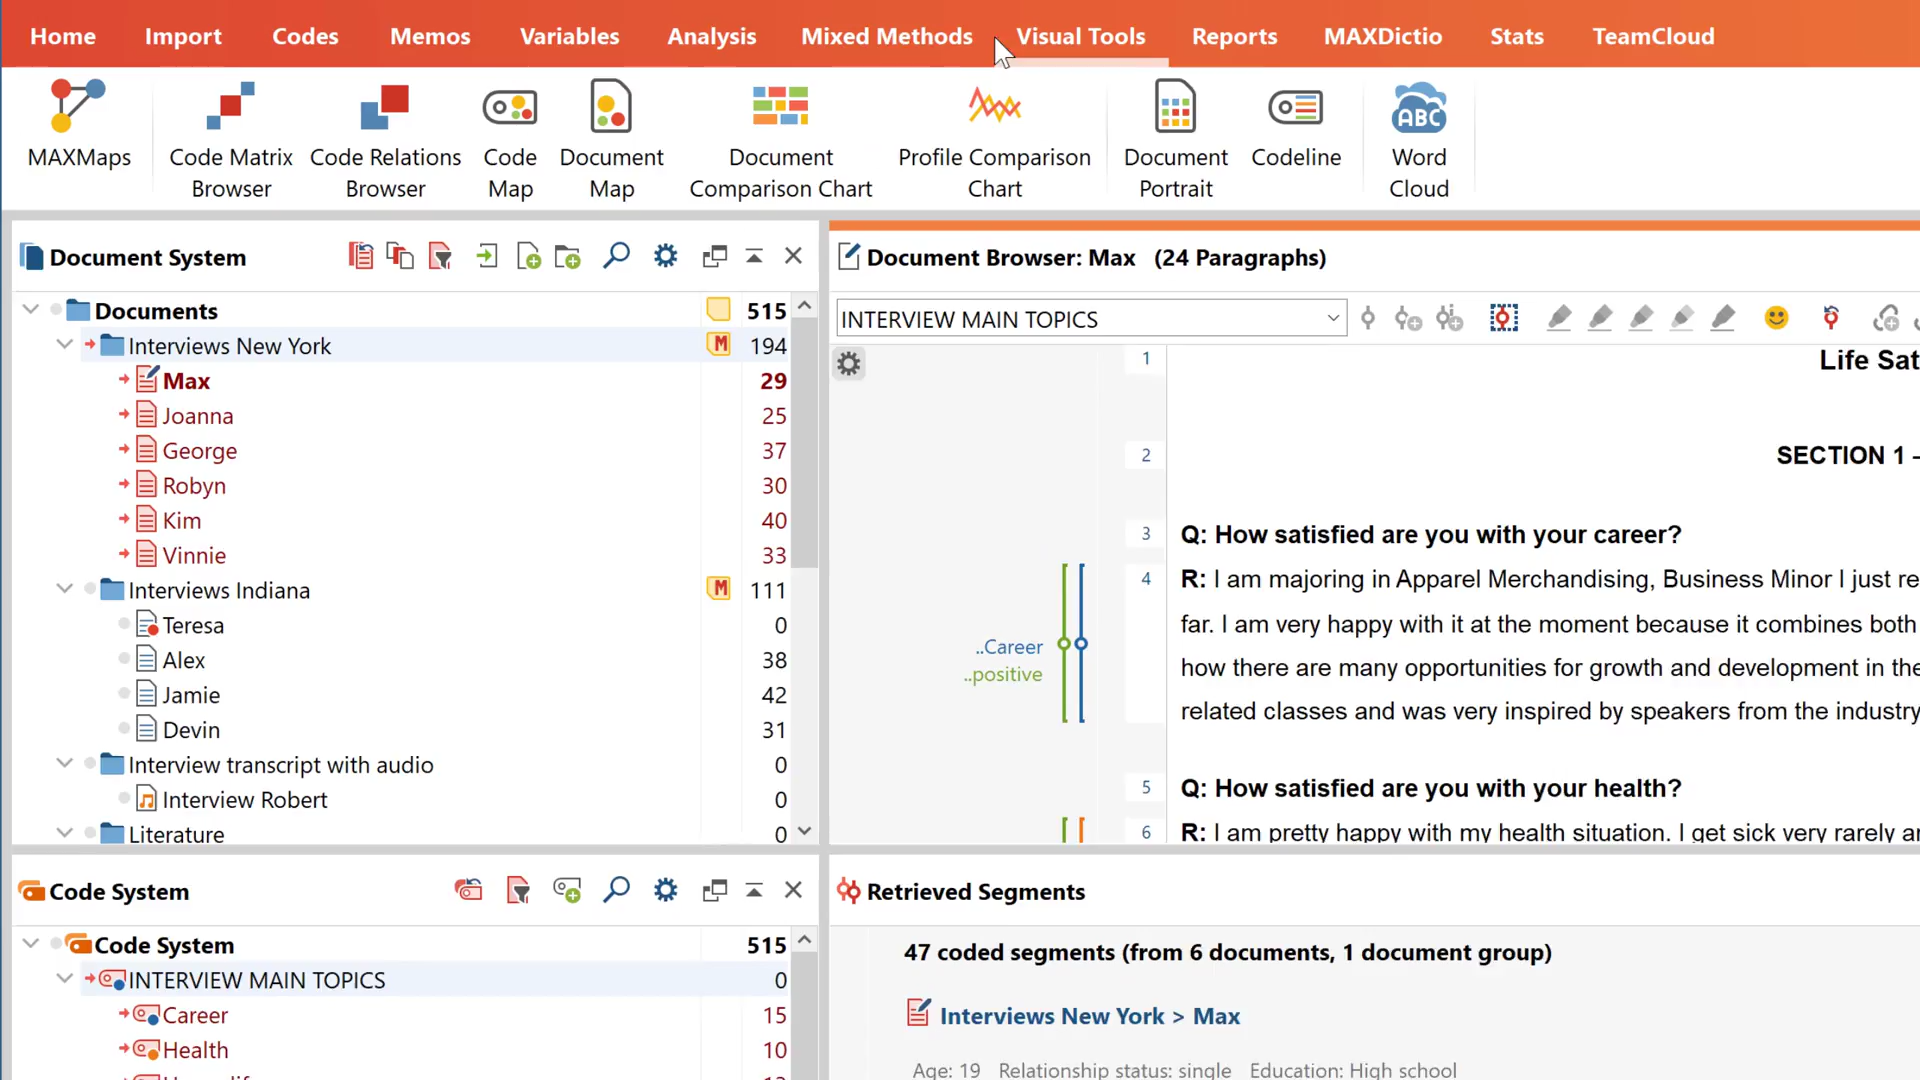 Home Import Codes Memos Variables Analysis Mixed Methods Visual Tools Reports MAXDictio Stats TeamCloud
MAXMaps
Code Matrix
Browser
Code Relations
Browser
Code
Map
Document
Map
Document
Comparison Chart
Profile Comparison
Chart
Document
Portrait
Codeline
ABC
Word
Cloud
Document System
Documents 515
Interviews New York M 194
Max 29
Joanna 25
George 37
Robyn 30
Kim 40
Vinnie 33
Interviews Indiana M 111
Teresa 0
Alex 38
Jamie 42
Devin 31
Interview transcript with audio 0
Interview Robert 0
Literature 0
Document Browser: Max (24 Paragraphs)
INTERVIEW MAIN TOPICS
1 Life Sat
2 SECTION 1 –
3 Q: How satisfied are you with your career?
4 R: I am majoring in Apparel Merchandising, Business Minor I just re
far. I am very happy with it at the moment because it combines both
..Career
how there are many opportunities for growth and development in the
..positive
related classes and was very inspired by speakers from the industry
5 Q: How satisfied are you with your health?
6 R: I am pretty happy with my health situation. I get sick very rarely a
Code System
Code System 515
INTERVIEW MAIN TOPICS 0
Career 15
Health 10
Retrieved Segments
47 coded segments (from 6 documents, 1 document group)
Interviews New York > Max
Age: 19 Relationship status: single Education: High school